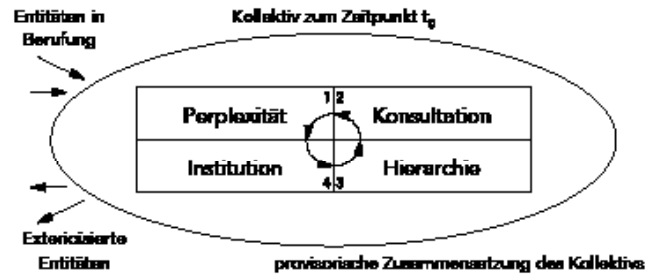 Entitäten in
Berufung
Kollektiv zum Zeitpunkt t₀
Perplexität
1 2
Konsultation
Institution
4 3
Hierarchie
Exteriorisierte
Entitäten
provisorische Zusammensetzung des Kollektivs